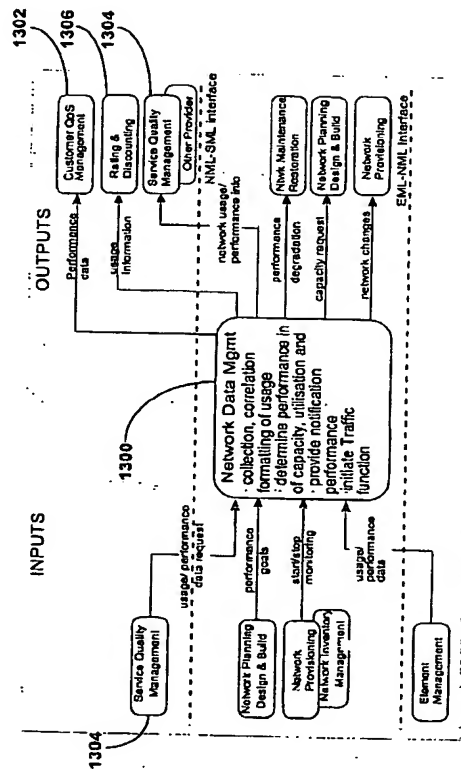 INPUTS
OUTPUTS
1300
1302
1306
1304
1304
Service Quality
Management
usage/ performance
data request
Network Planning
Design & Build
performance
goals
Network
Provisioning
Network Inventory
Management
start/stop
monitoring
Element
Management
usage/
performance
data
Network Data Mgmt
· collection, correlation
formatting of usage
· determine performance in
of capacity, utilisation and
· provide notification
performance
· initiate Traffic
function
Performance
data
Customer QoS
Management
usage
Information
Rating &
Discounting
network usage/
performance info
Service Quality
Management
Other Provider
NML-SML Interface
performance
degradation
Ntwk Maintenance
Restoration
capacity request
Network Planning
Design & Build
network changes
Network
Provisioning
EML-NML Interface